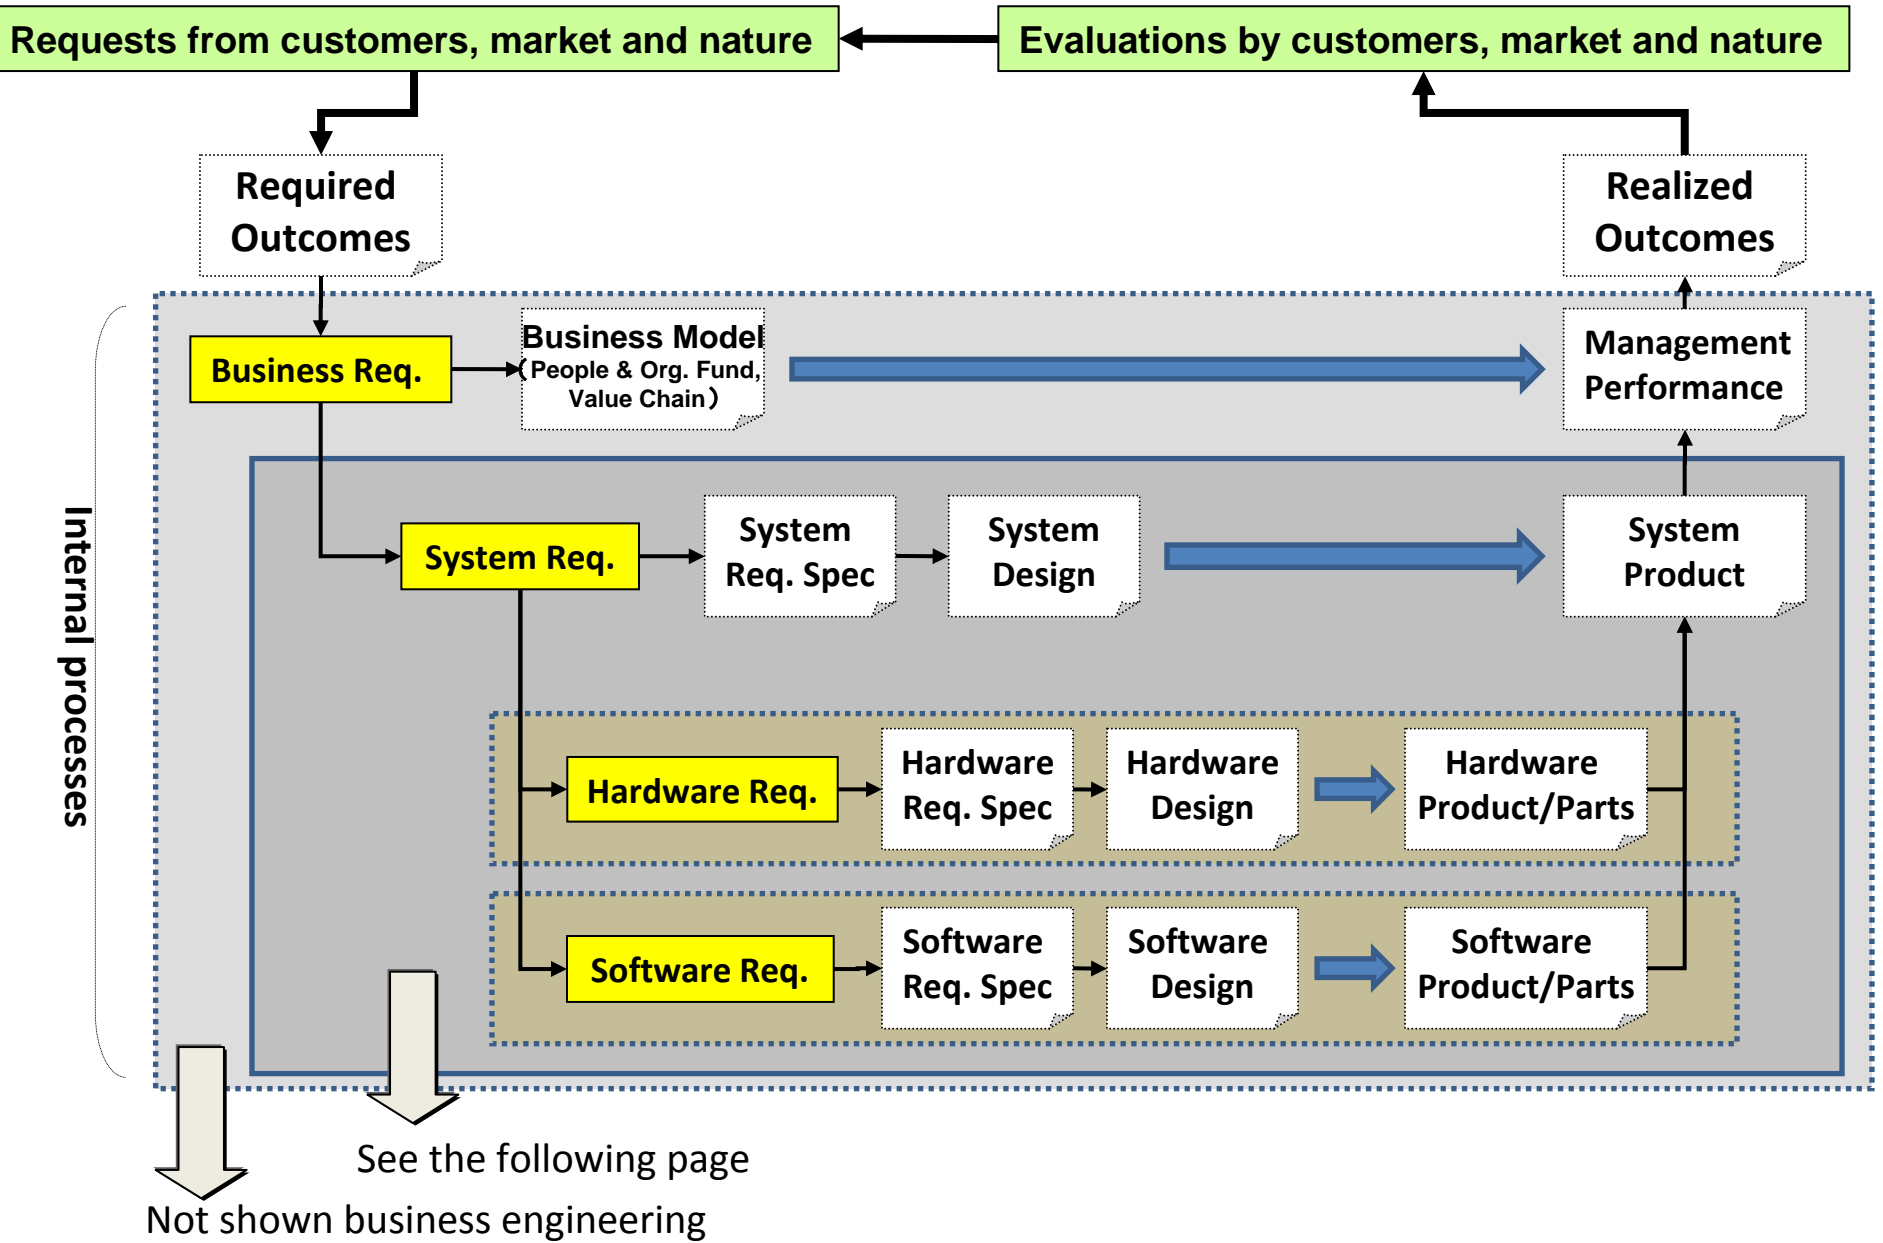 Requests from customers, market and nature
Evaluations by customers, market and nature
Required
Outcomes
Realized
Outcomes
Internal processes
Business Req.
Business Model
(People & Org. Fund,
Value Chain)
Management
Performance
System Req.
System
Req. Spec
System
Design
System
Product
Hardware Req.
Hardware
Req. Spec
Hardware
Design
Hardware
Product/Parts
Software Req.
Software
Req. Spec
Software
Design
Software
Product/Parts
See the following page
Not shown business engineering